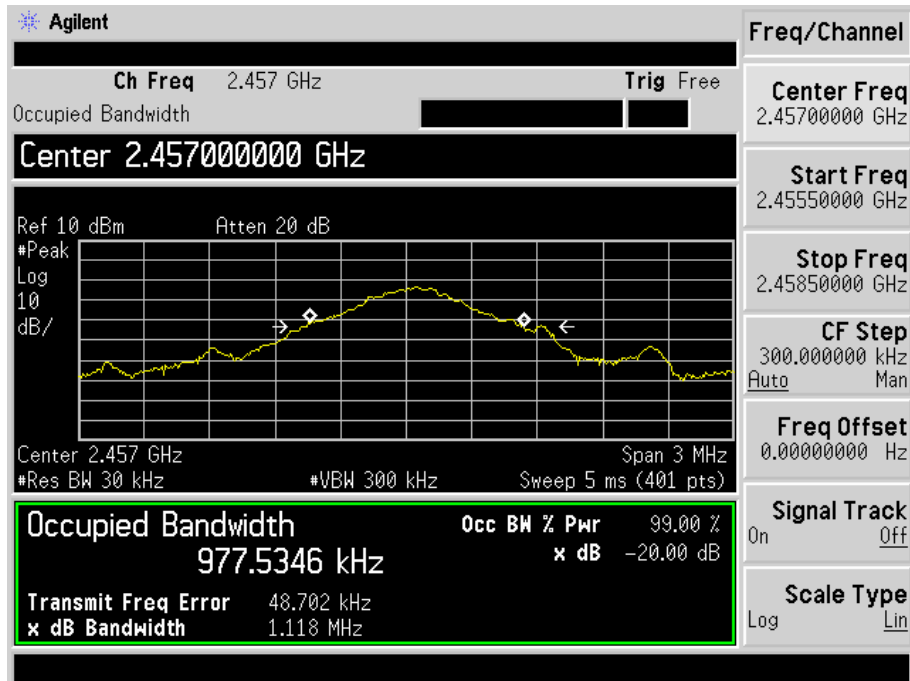 Agilent
Freq/Channel
Ch Freq 2.457 GHz Trig Free
Occupied Bandwidth
Center 2.457000000 GHz
Ref 10 dBm Atten 20 dB
#Peak
Log
10
dB/
Center 2.457 GHz Span 3 MHz
#Res BW 30 kHz #VBW 300 kHz Sweep 5 ms (401 pts)
Occupied Bandwidth
977.5346 kHz
Occ BW % Pwr 99.00 %
x dB -20.00 dB
Transmit Freq Error 48.702 kHz
x dB Bandwidth 1.118 MHz
Center Freq
2.45700000 GHz
Start Freq
2.45550000 GHz
Stop Freq
2.45850000 GHz
CF Step
300.000000 kHz
Auto Man
Freq Offset
0.00000000 Hz
Signal Track
On Off
Scale Type
Log Lin